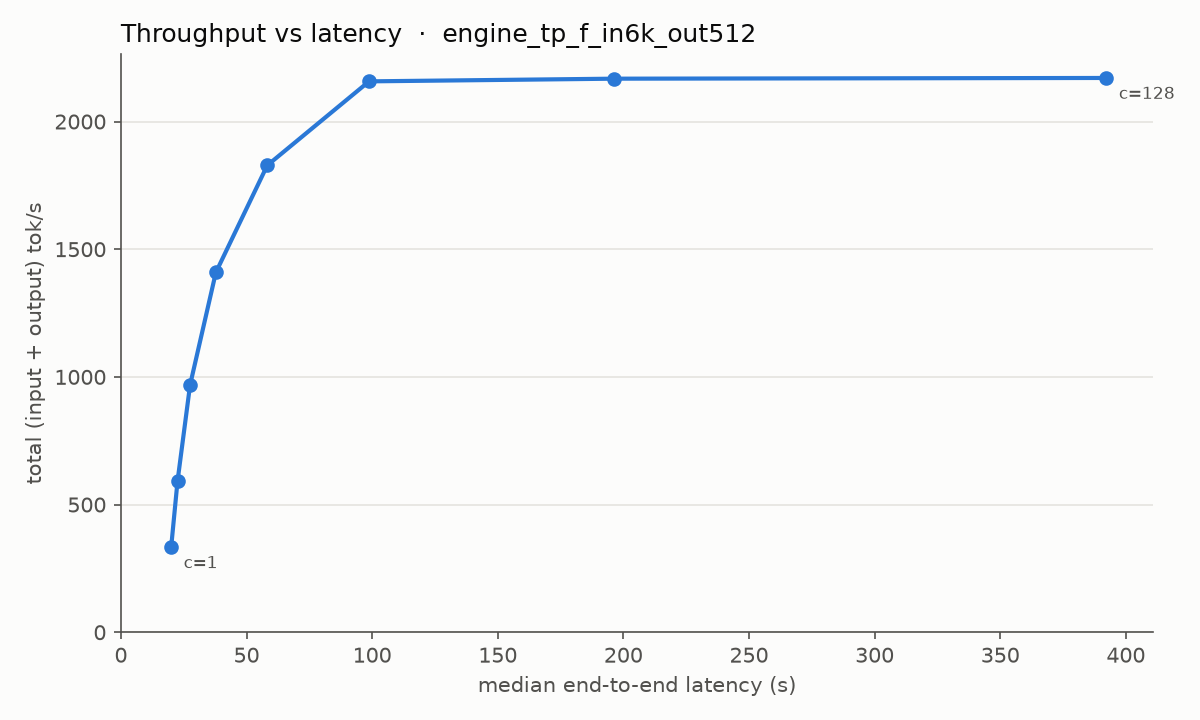 Throughput vs latency · engine_tp_f_in6k_out512
total (input + output) tok/s
2000
1500
1000
500
0
c=128
c=1
0 50 100 150 200 250 300 350 400
median end-to-end latency (s)